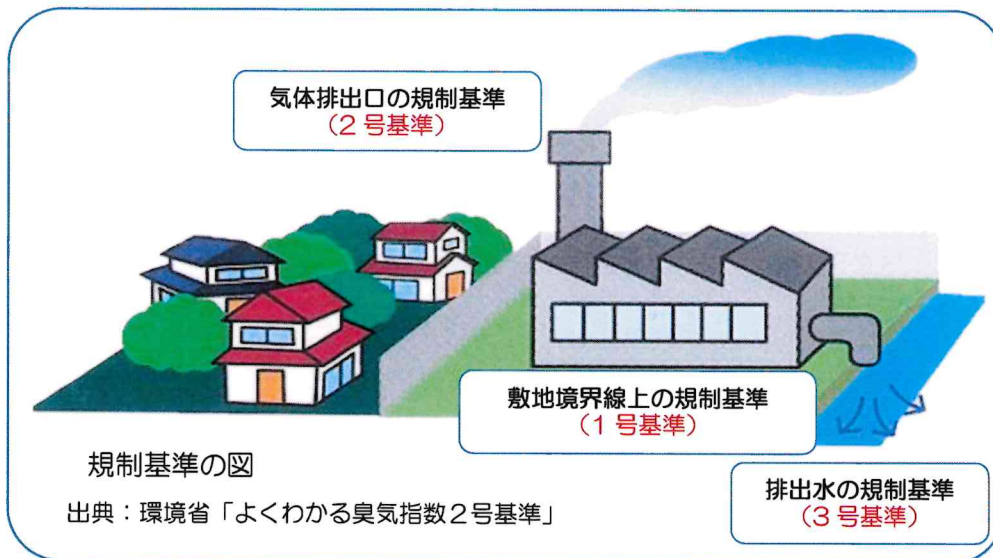 気体排出口の規制基準
(2号基準)
敷地境界線上の規制基準
(1号基準)
規制基準の図
排出水の規制基準
(3号基準)
出典:環境省「よくわかる臭気指数2号基準」